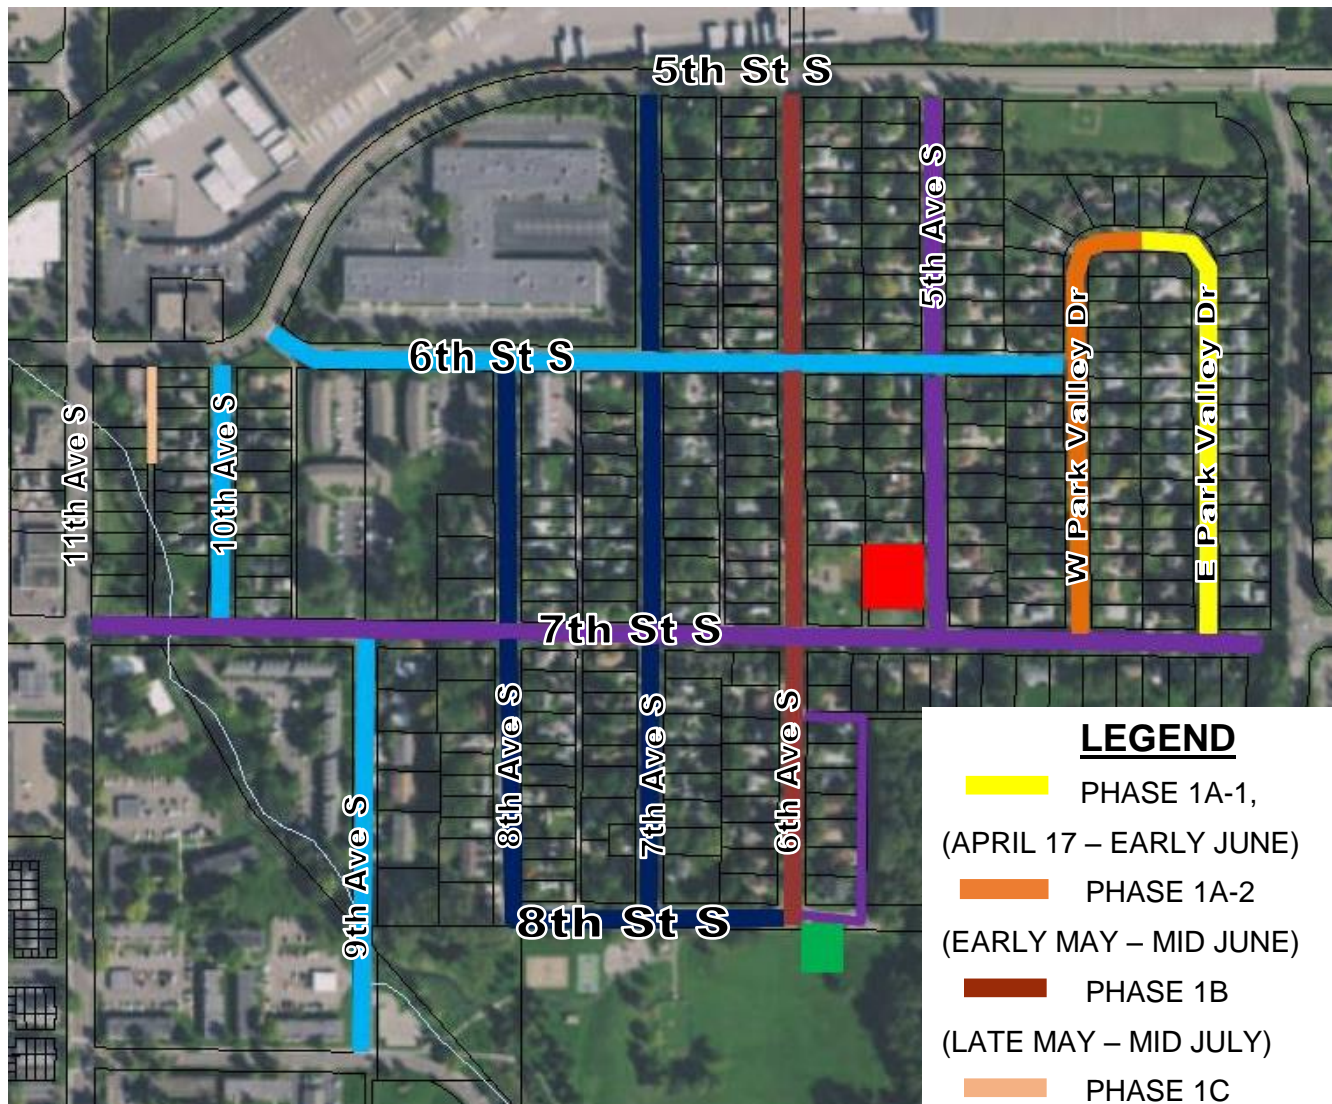 5th St S
5th Ave S
6th St S
W Park Valley Dr
E Park Valley Dr
10th Ave S
11th Ave S
7th St S
8th Ave S
7th Ave S
6th Ave S
9th Ave S
8th St S
LEGEND
PHASE 1A-1,
(APRIL 17 – EARLY JUNE)
PHASE 1A-2
(EARLY MAY – MID JUNE)
PHASE 1B
(LATE MAY – MID JULY)
PHASE 1C